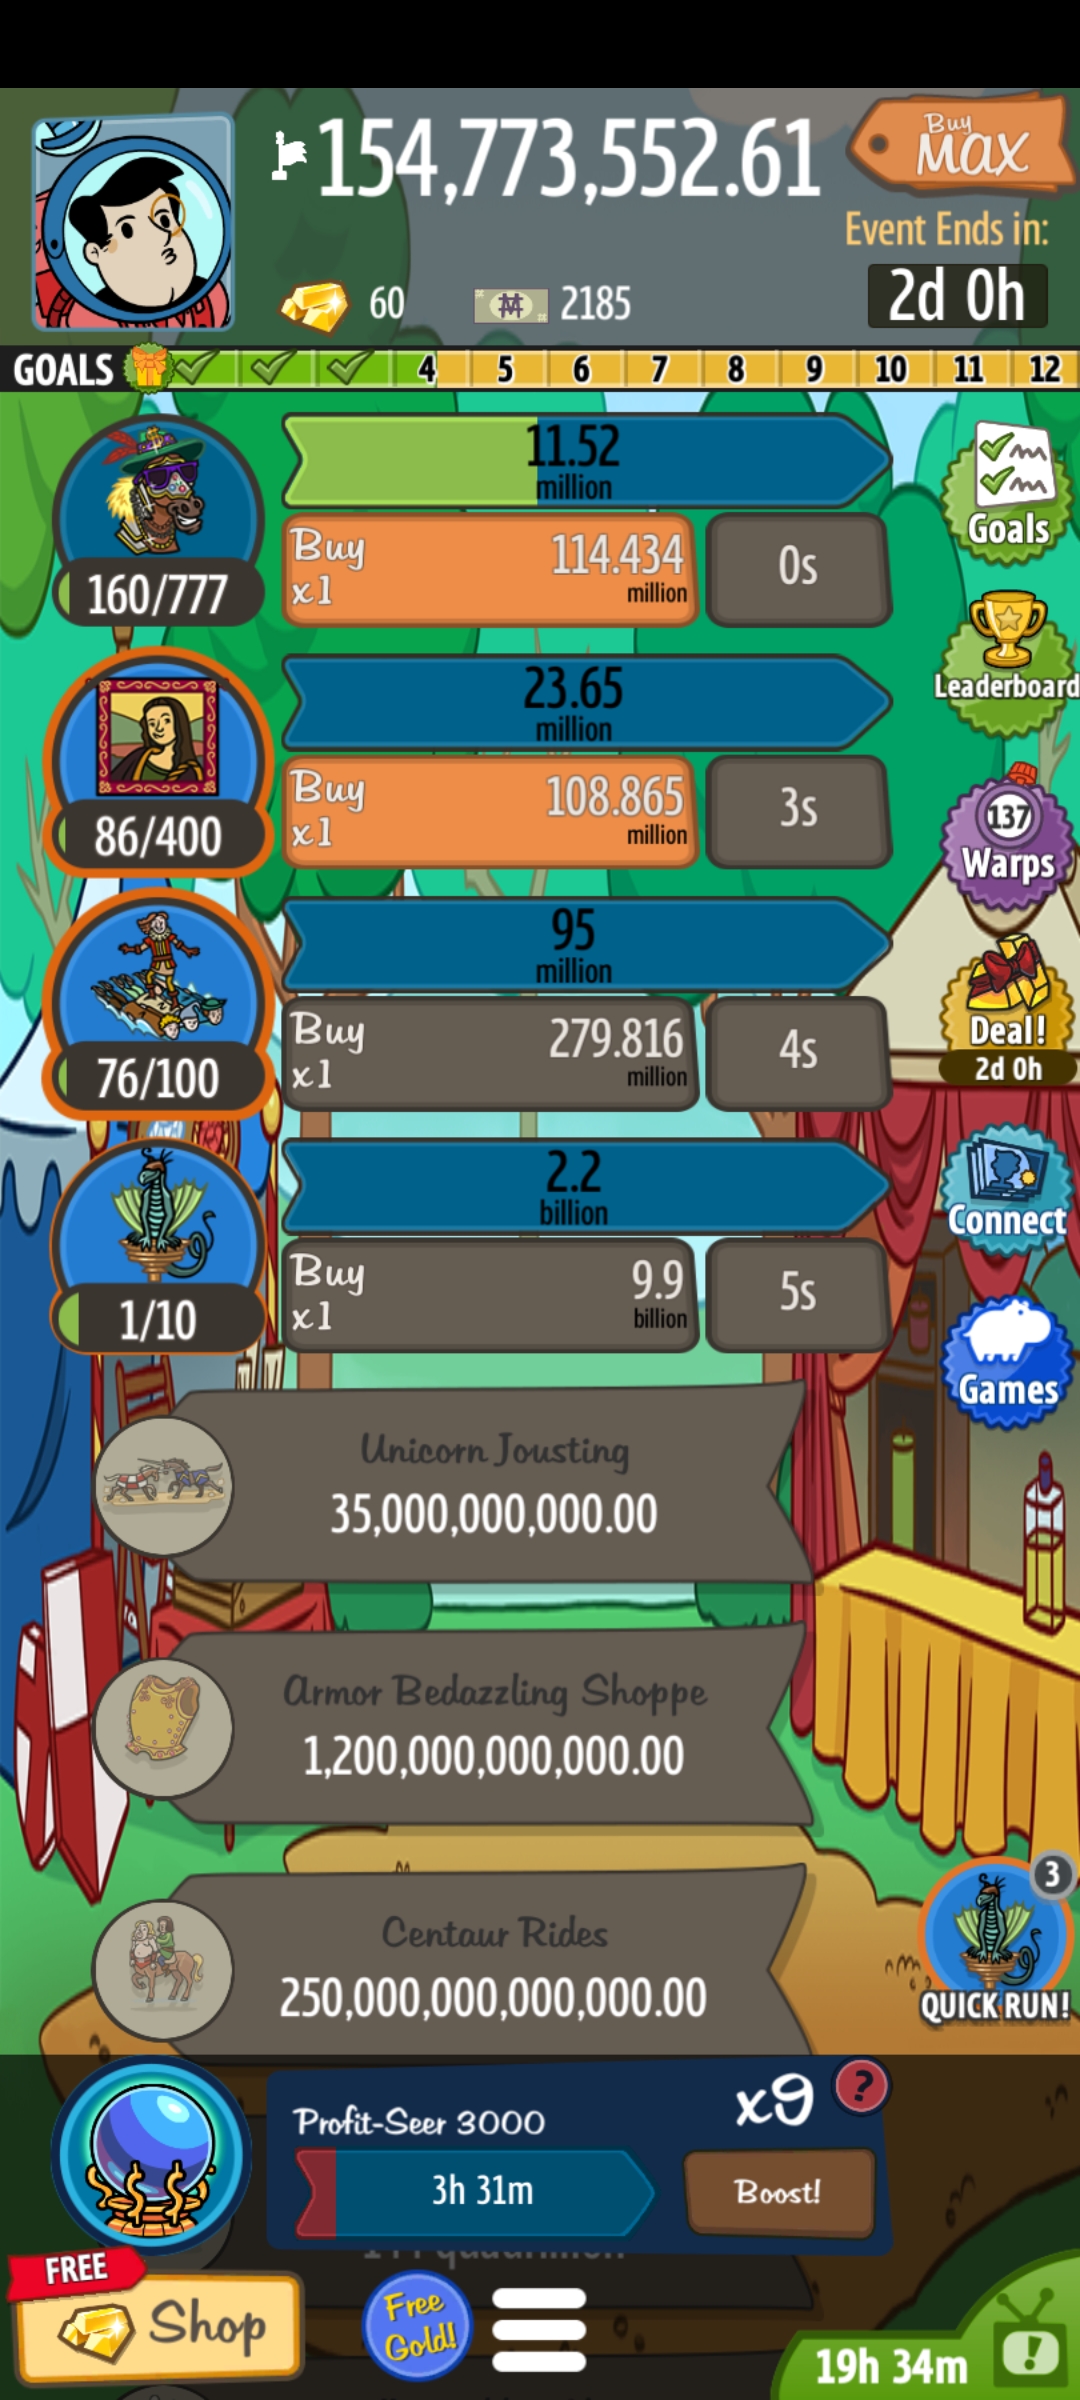 154,773,552.61
Buy
MAX
Event Ends in:
2d 0h
60
2185
GOALS 4 5 6 7 8 9 10 11 12
11.52
million
Buy
x1
114.434
million
0s
160/777
Goals
23.65
million
Buy
x1
108.865
million
3s
86/400
Leaderboard
137
Warps
95
million
Buy
x1
279.816
million
4s
76/100
Deal!
2d 0h
2.2
billion
Buy
x1
9.9
billion
5s
1/10
Connect
Games
Unicorn Jousting
35,000,000,000.00
Armor Bedazzling Shoppe
1,200,000,000,000.00
Centaur Rides
250,000,000,000,000.00
3
QUICK RUN!
Profit-Seer 3000
x9
?
3h 31m
Boost!
FREE
Shop
Free
Gold!
19h 34m
!